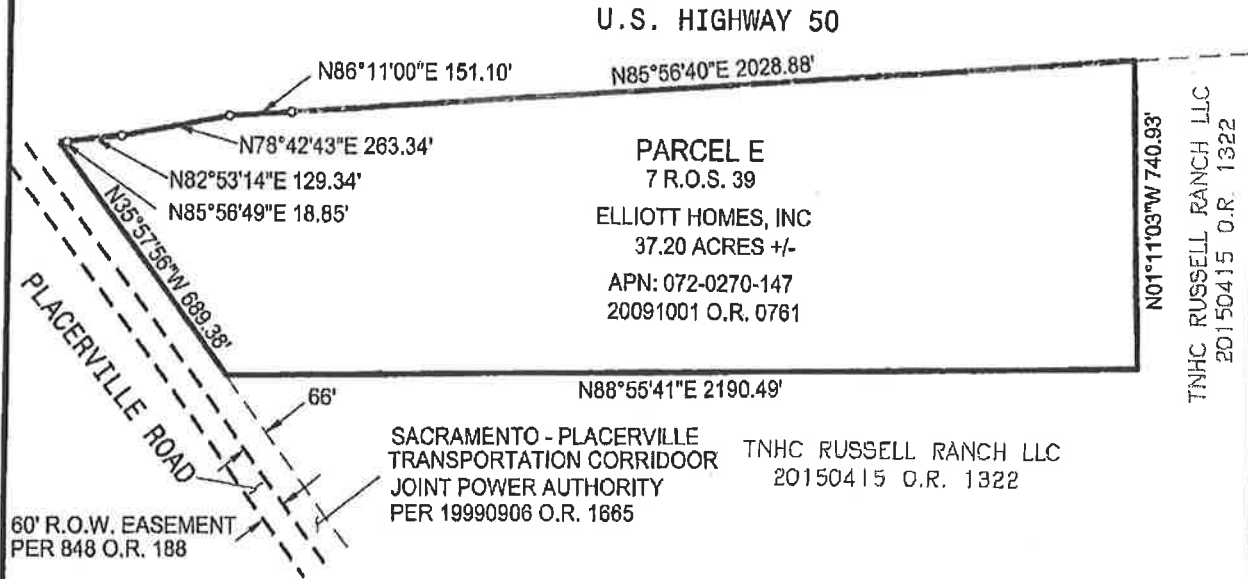 U.S. HIGHWAY 50
N86°11'00"E 151.10'
N85°56'40"E 2028.88'
N78°42'43"E 263.34'
N82°53'14"E 129.34'
N85°56'49"E 18.85'
N35°57'56"W 689.38'
PARCEL E
7 R.O.S. 39
ELLIOTT HOMES, INC
37.20 ACRES +/-
APN: 072-0270-147
20091001 O.R. 0761
N01°11'03"W 740.93'
TNHC RUSSELL RANCH LLC
20150415 O.R. 1322
N88°55'41"E 2190.49'
66'
PLACERVILLE ROAD
SACRAMENTO - PLACERVILLE
TRANSPORTATION CORRIDOOR
JOINT POWER AUTHORITY
PER 19990906 O.R. 1665
TNHC RUSSELL RANCH LLC
20150415 O.R. 1322
60' R.O.W. EASEMENT
PER 848 O.R. 188